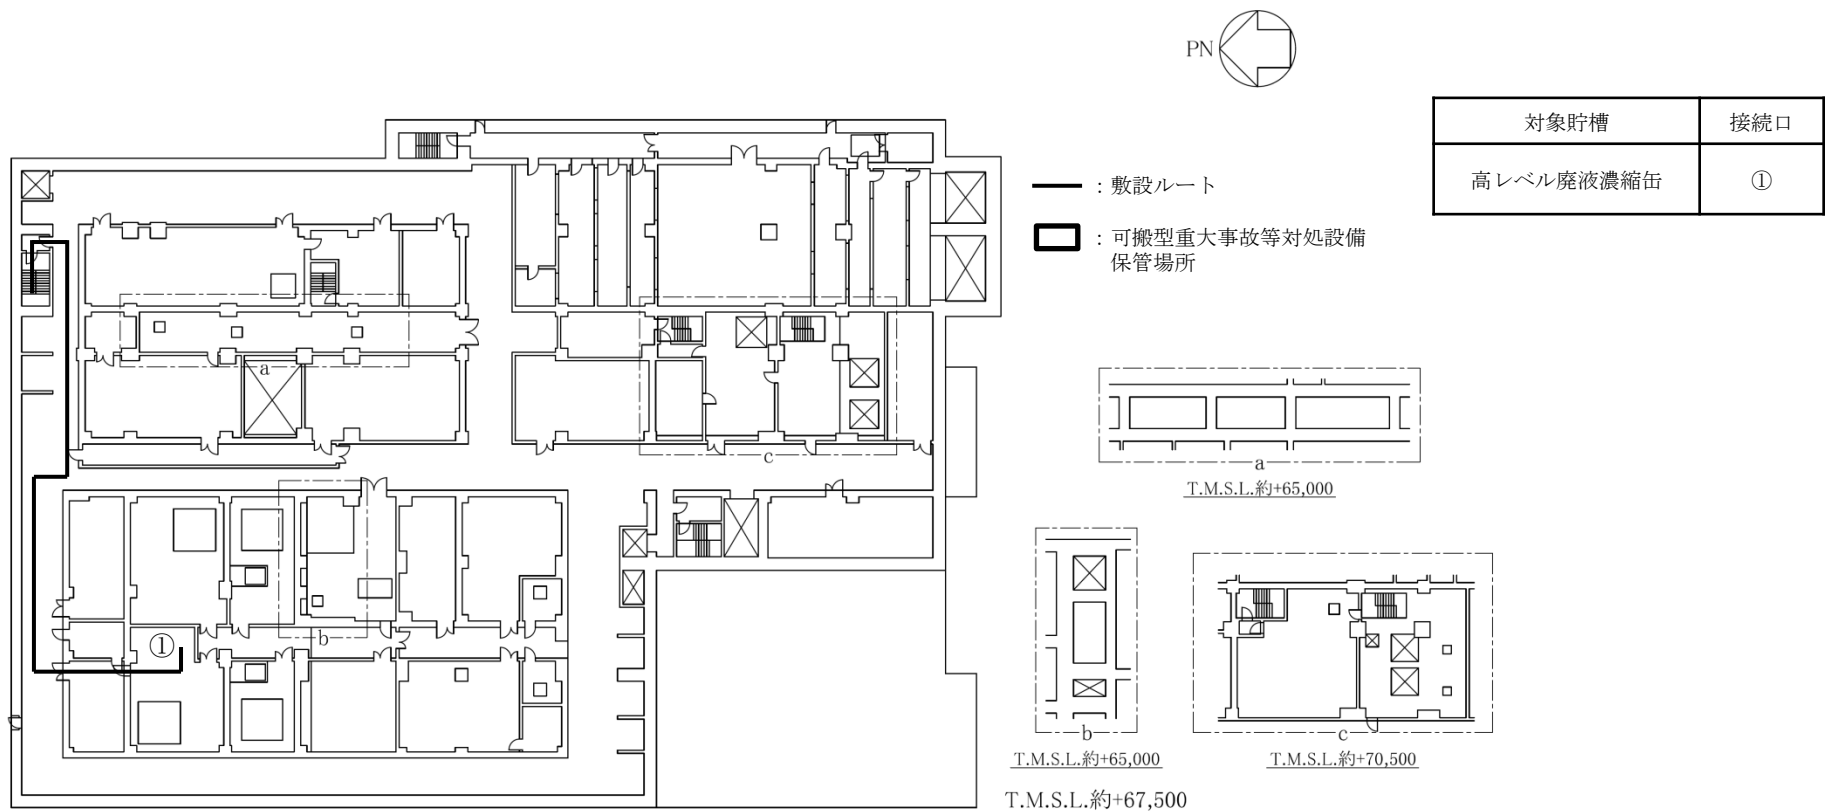 PN
対象貯槽
接続口
高レベル廃液濃縮缶
①
：敷設ルート
：可搬型重大事故等対処設備
保管場所
a
c
b
①
a
T.M.S.L.約+65,000
b
T.M.S.L.約+65,000
c
T.M.S.L.約+70,500
T.M.S.L.約+67,500